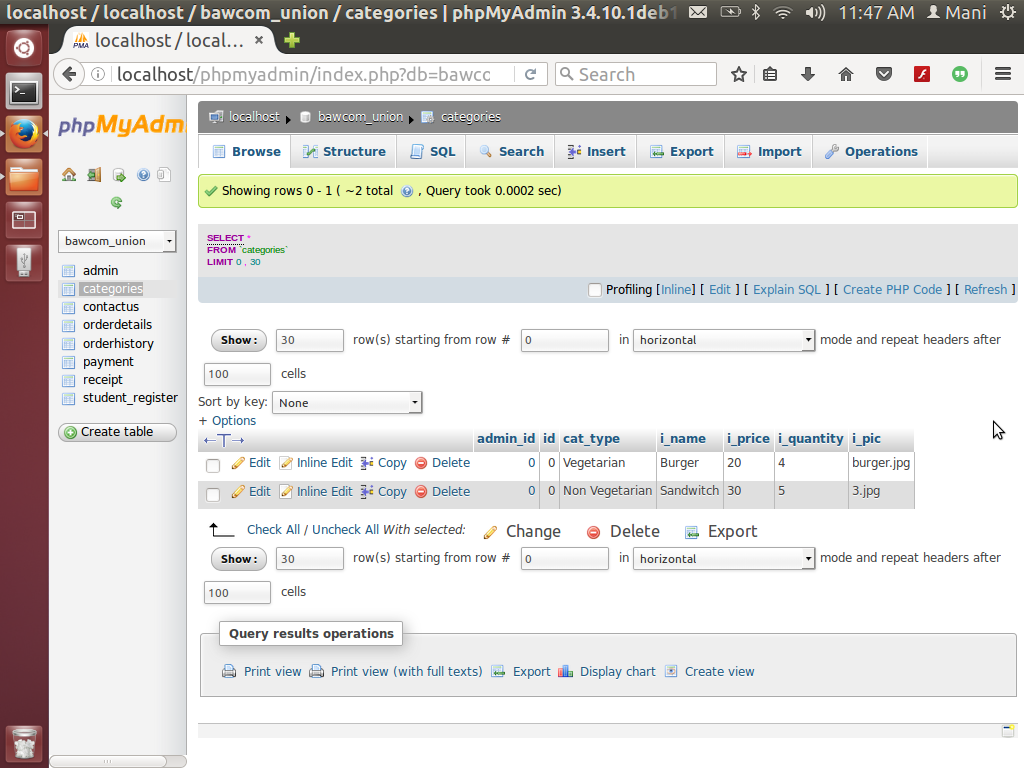 localhost / localhost / bawcom_union / categories | phpMyAdmin 3.4.10.1deb1 11:47 AM Mani
PMA localhost / local... ×
localhost/phpmyadmin/index.php?db=bawco Search
phpMyAdm
localhost bawcom_union categories
Browse Structure SQL Search Insert Export Import Operations
Showing rows 0 - 1 ( ~2 total , Query took 0.0002 sec)
bawcom_union
admin
categories
contactus
orderdetails
orderhistory
payment
receipt
student_register
Create table
SELECT *
FROM `categories`
LIMIT 0 , 30
Profiling [Inline] [ Edit ] [ Explain SQL ] [ Create PHP Code ] [ Refresh ]
Show : 30 row(s) starting from row # 0 in horizontal mode and repeat headers after
100 cells
Sort by key: None
+ Options
←T→ admin_id id cat_type i_name i_price i_quantity i_pic
Edit Inline Edit Copy Delete 0 0 Vegetarian Burger 20 4 burger.jpg
Edit Inline Edit Copy Delete 0 0 Non Vegetarian Sandwitch 30 5 3.jpg
Check All / Uncheck All With selected: Change Delete Export
Show : 30 row(s) starting from row # 0 in horizontal mode and repeat headers after
100 cells
Query results operations
Print view Print view (with full texts) Export Display chart Create view